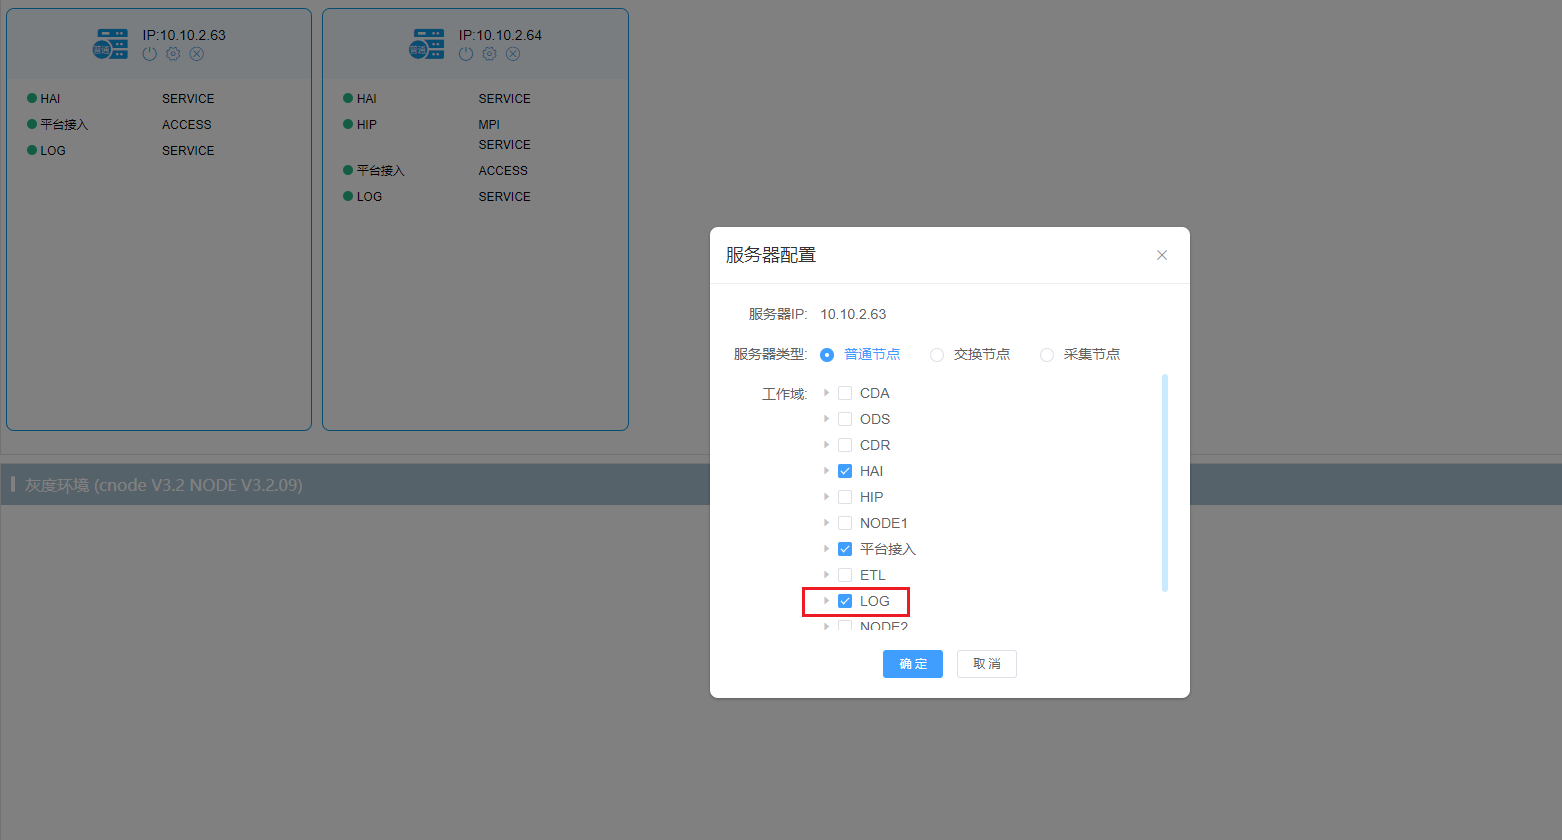 普通
IP:10.10.2.63
HAI SERVICE
平台接入 ACCESS
LOG SERVICE
普通
IP:10.10.2.64
HAI SERVICE
HIP MPI
SERVICE
平台接入 ACCESS
LOG SERVICE
灰度环境 (cnode V3.2 NODE V3.2.09)
服务器配置
服务器IP: 10.10.2.63
服务器类型: 普通节点 交换节点 采集节点
工作域: CDA
ODS
CDR
HAI
HIP
NODE1
平台接入
ETL
LOG
NODE2
确定 取消